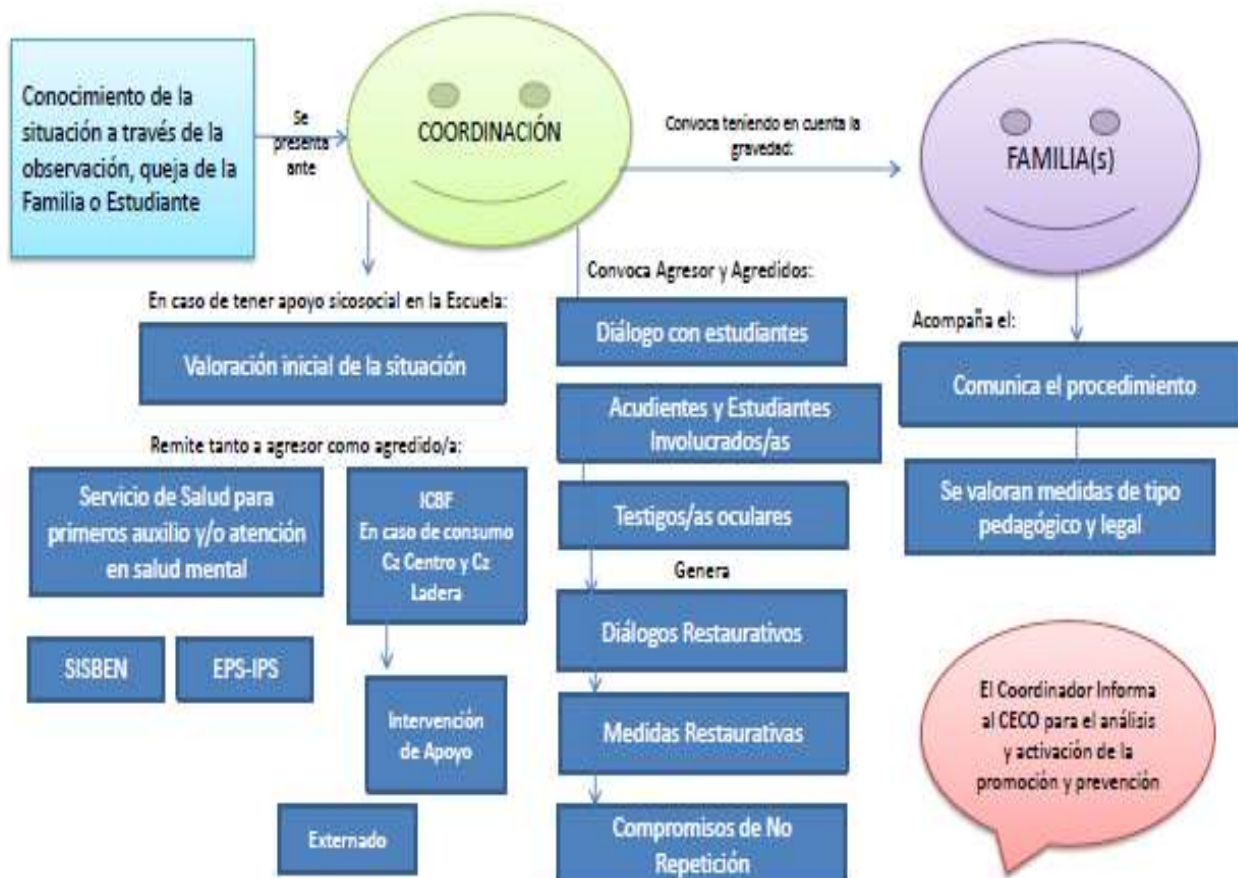 Conocimiento de la
situación a través de la
observación, queja de la
Familia o Estudiante
Se
presenta
ante
COORDINACIÓN
Convoca teniendo en cuenta la
gravedad:
FAMILIA(s)
En caso de tener apoyo sicosocial en la Escuela:
Valoración inicial de la situación
Remite tanto a agresor como agredido/a:
Servicio de Salud para
primeros auxilio y/o atención
en salud mental
ICBF
En caso de consumo
C2 Centro y C2
Ladera
SISBEN
EPS-IPS
Intervención
de Apoyo
Externado
Convoca Agresor y Agredidos:
Diálogo con estudiantes
Acudientes y Estudiantes
Involucrados/as
Testigos/as oculares
Genera
Diálogos Restaurativos
Medidas Restaurativas
Compromisos de No
Repetición
Acompaña el:
Comunica el procedimiento
Se valoran medidas de tipo
pedagógico y legal
El Coordinador Informa
al CECO para el análisis
y activación de la
promoción y prevención